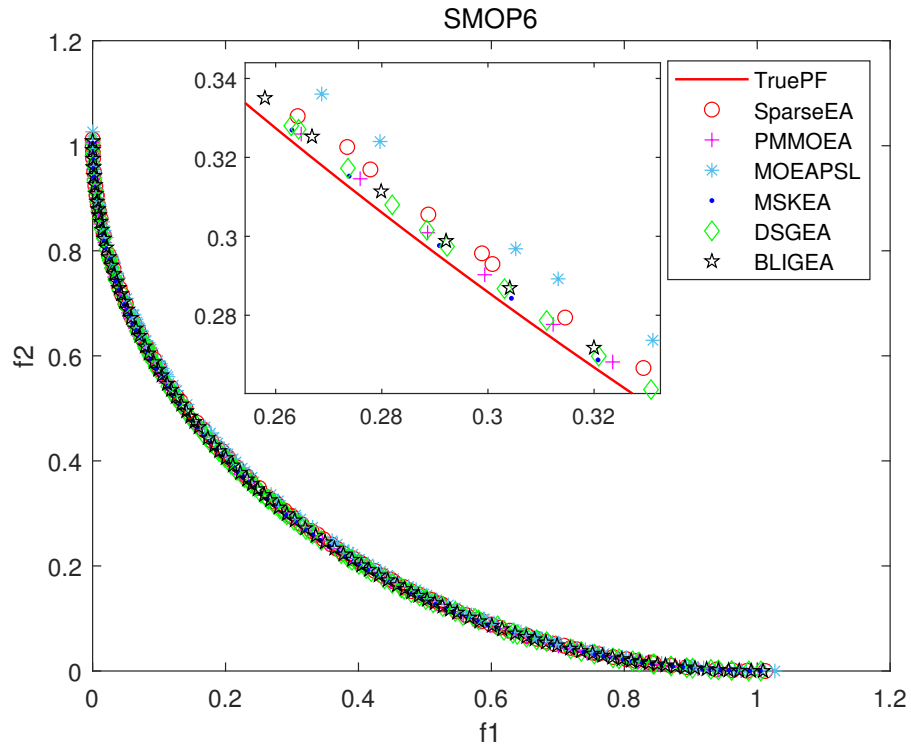 SMOP6
1.2
1
0.8
0.6
0.4
0.2
0
f2
0.34
0.32
0.3
0.28
0.26
0.28
0.3
0.32
TruePF
SparseEA
PMMOEA
MOEAPSL
MSKEA
DSGEA
BLIGEA
0
0.2
0.4
0.6
0.8
1
1.2
f1